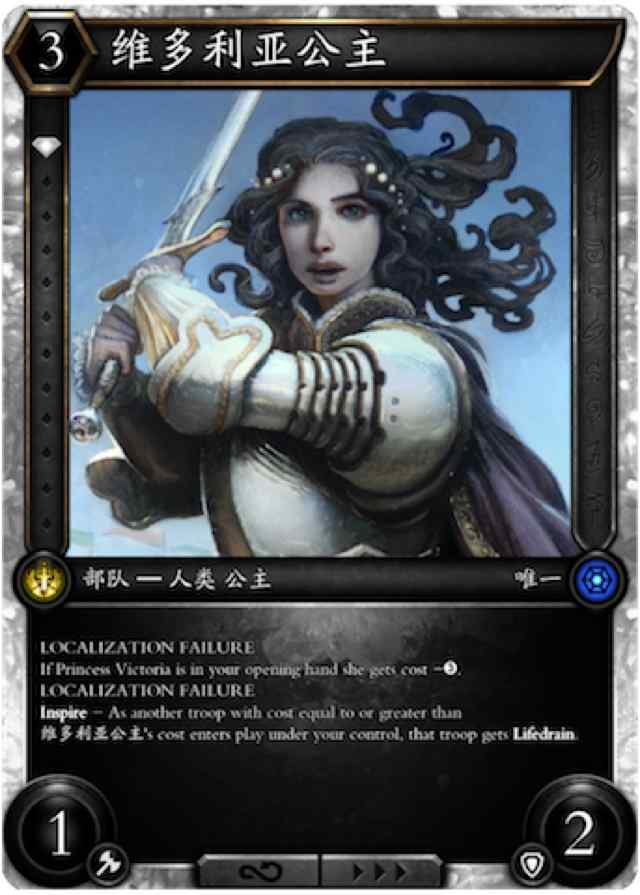 3 维多利亚公主
部队 — 人类 公主 唯一
LOCALIZATION FAILURE
If Princess Victoria is in your opening hand she gets cost −3.
LOCALIZATION FAILURE
Inspire – As another troop with cost equal to or greater than
维多利亚公主's cost enters play under your control, that troop gets Lifedrain.
1 2